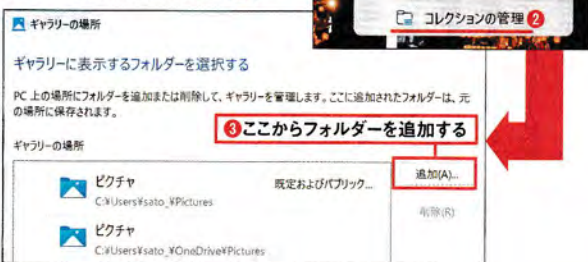 コレクションの管理 ❷
ギャラリーの場所
ギャラリーに表示するフォルダーを選択する
PC 上の場所にフォルダーを追加または削除して、ギャラリーを管理します。ここに追加されたフォルダーは、元
の場所に保存されます。
❸ここからフォルダーを追加する
ギャラリーの場所
追加(A)...
ピクチャ 既定およびパブリック...
C:¥Users¥sato_¥Pictures
削除(R)
ピクチャ
C:¥Users¥sato_¥OneDrive¥Pictures